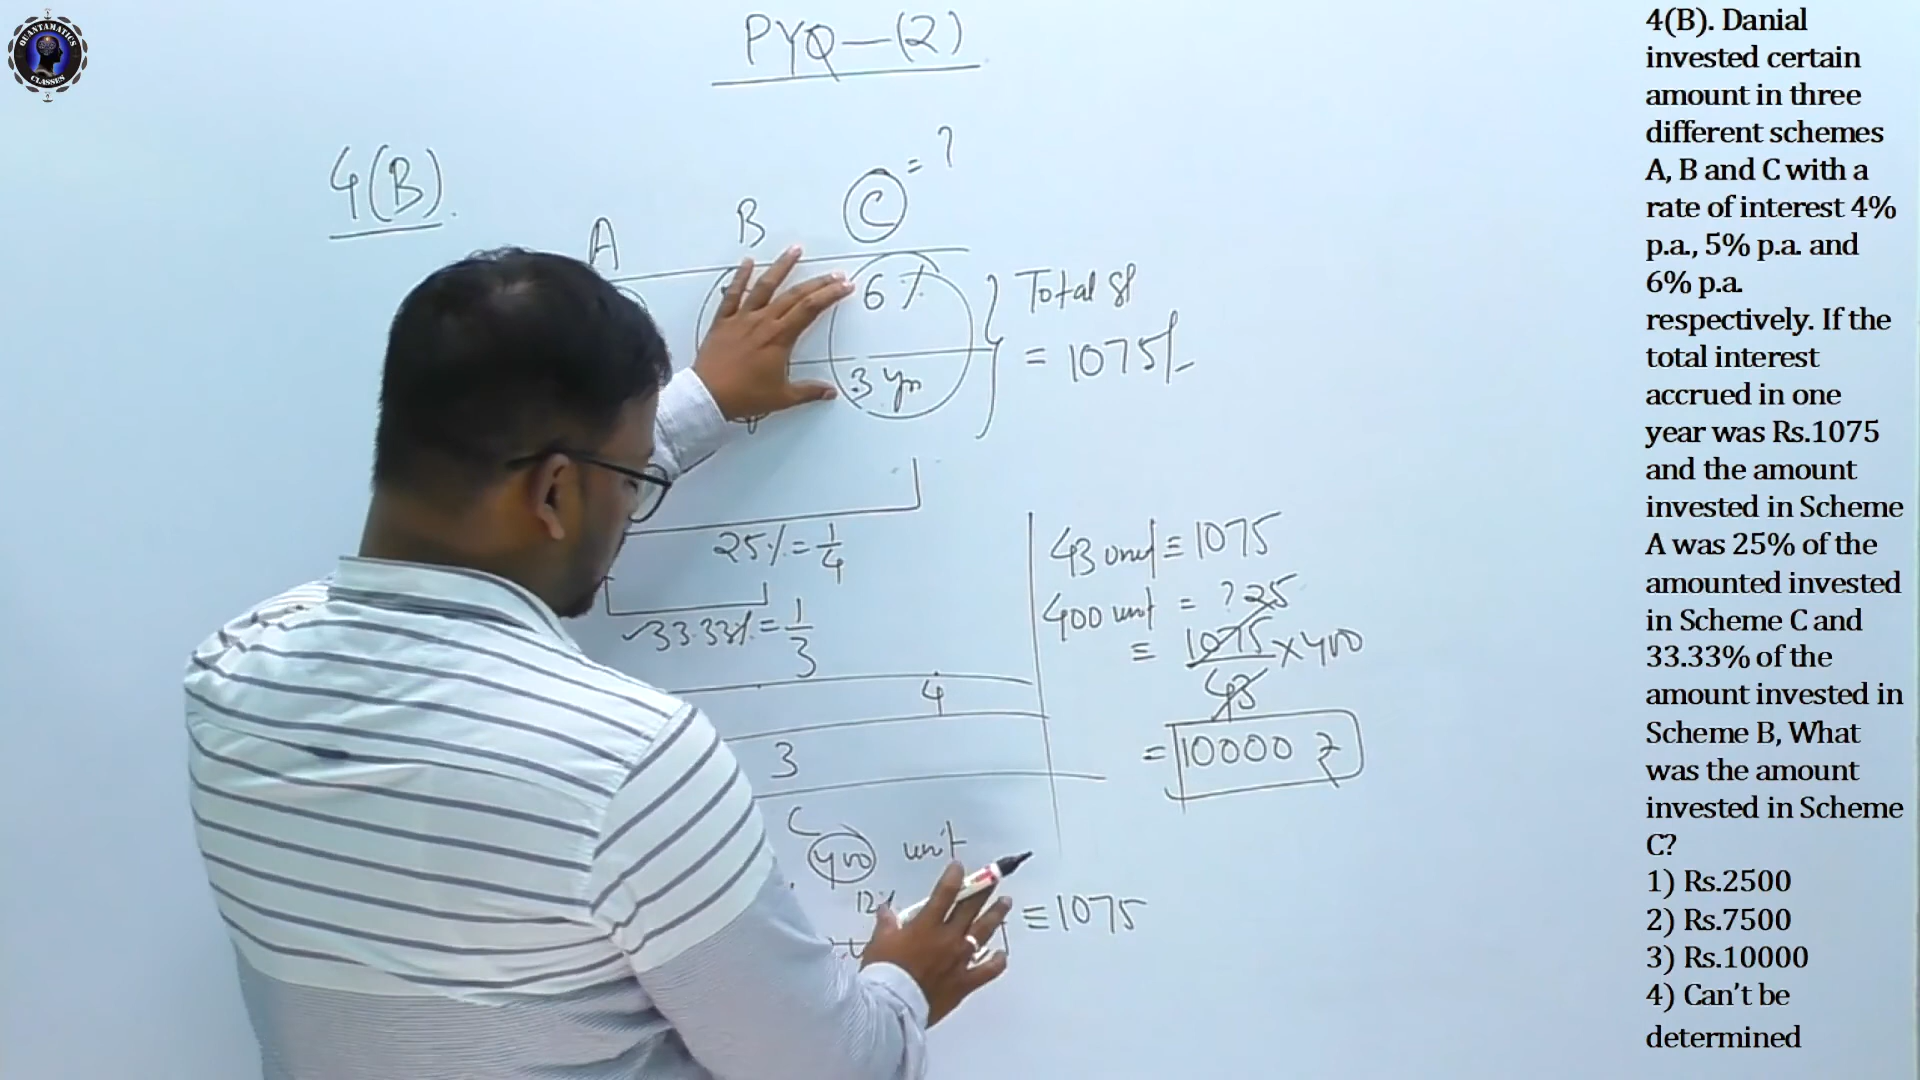 QUANTAMATICS
CLASSES
PYQ-(2)
4(B).
A B C = ?
6%
3 yr
Total SI
= 1075/-
25% = 1/4
33.33% = 1/3
4
3
400 unit
12%
≡ 1075
43 unit ≡ 1075
400 unit = ? 25
≡ 1075/43 × 400
= 10000 ₹
4(B). Danial
invested certain
amount in three
different schemes
A, B and C with a
rate of interest 4%
p.a., 5% p.a. and
6% p.a.
respectively. If the
total interest
accrued in one
year was Rs.1075
and the amount
invested in Scheme
A was 25% of the
amounted invested
in Scheme C and
33.33% of the
amount invested in
Scheme B, What
was the amount
invested in Scheme
C?
1) Rs.2500
2) Rs.7500
3) Rs.10000
4) Can't be
determined